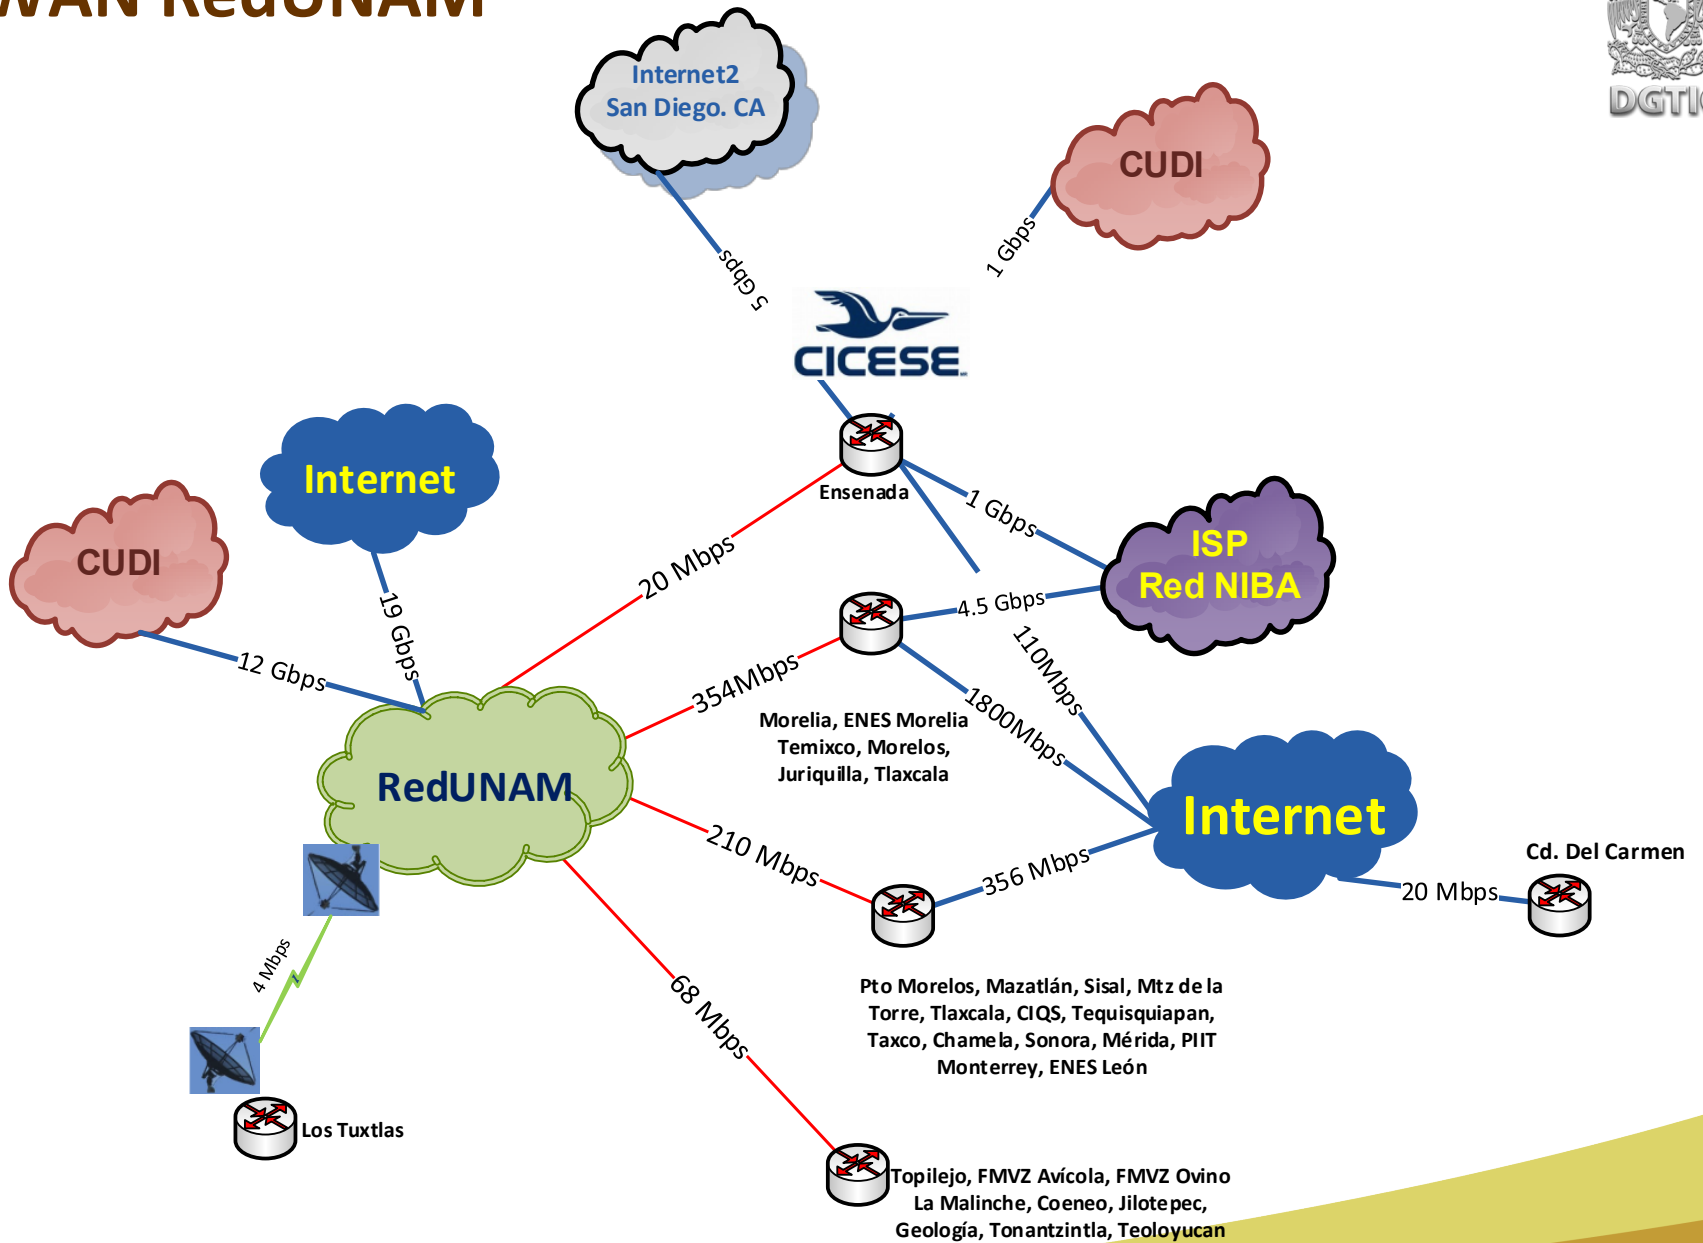 WAN RedUNAM
DGTIC
Internet2
San Diego. CA
CUDI
1 Gbps
5 Gbps
CICESE
Internet
Ensenada
1 Gbps
CUDI
ISP
Red NIBA
20 Mbps
4.5 Gbps
19 Gbps
12 Gbps
110Mbps
354Mbps
1800Mbps
Morelia, ENES Morelia
Temixco, Morelos,
Juriquilla, Tlaxcala
RedUNAM
Internet
210 Mbps
356 Mbps
Cd. Del Carmen
20 Mbps
4 Mbps
68 Mbps
Pto Morelos, Mazatlán, Sisal, Mtz de la
Torre, Tlaxcala, CIQS, Tequisquiapan,
Taxco, Chamela, Sonora, Mérida, PIIT
Monterrey, ENES León
Los Tuxtlas
Topilejo, FMVZ Avícola, FMVZ Ovino
La Malinche, Coeneo, Jilotepec,
Geología, Tonantzintla, Teoloyucan